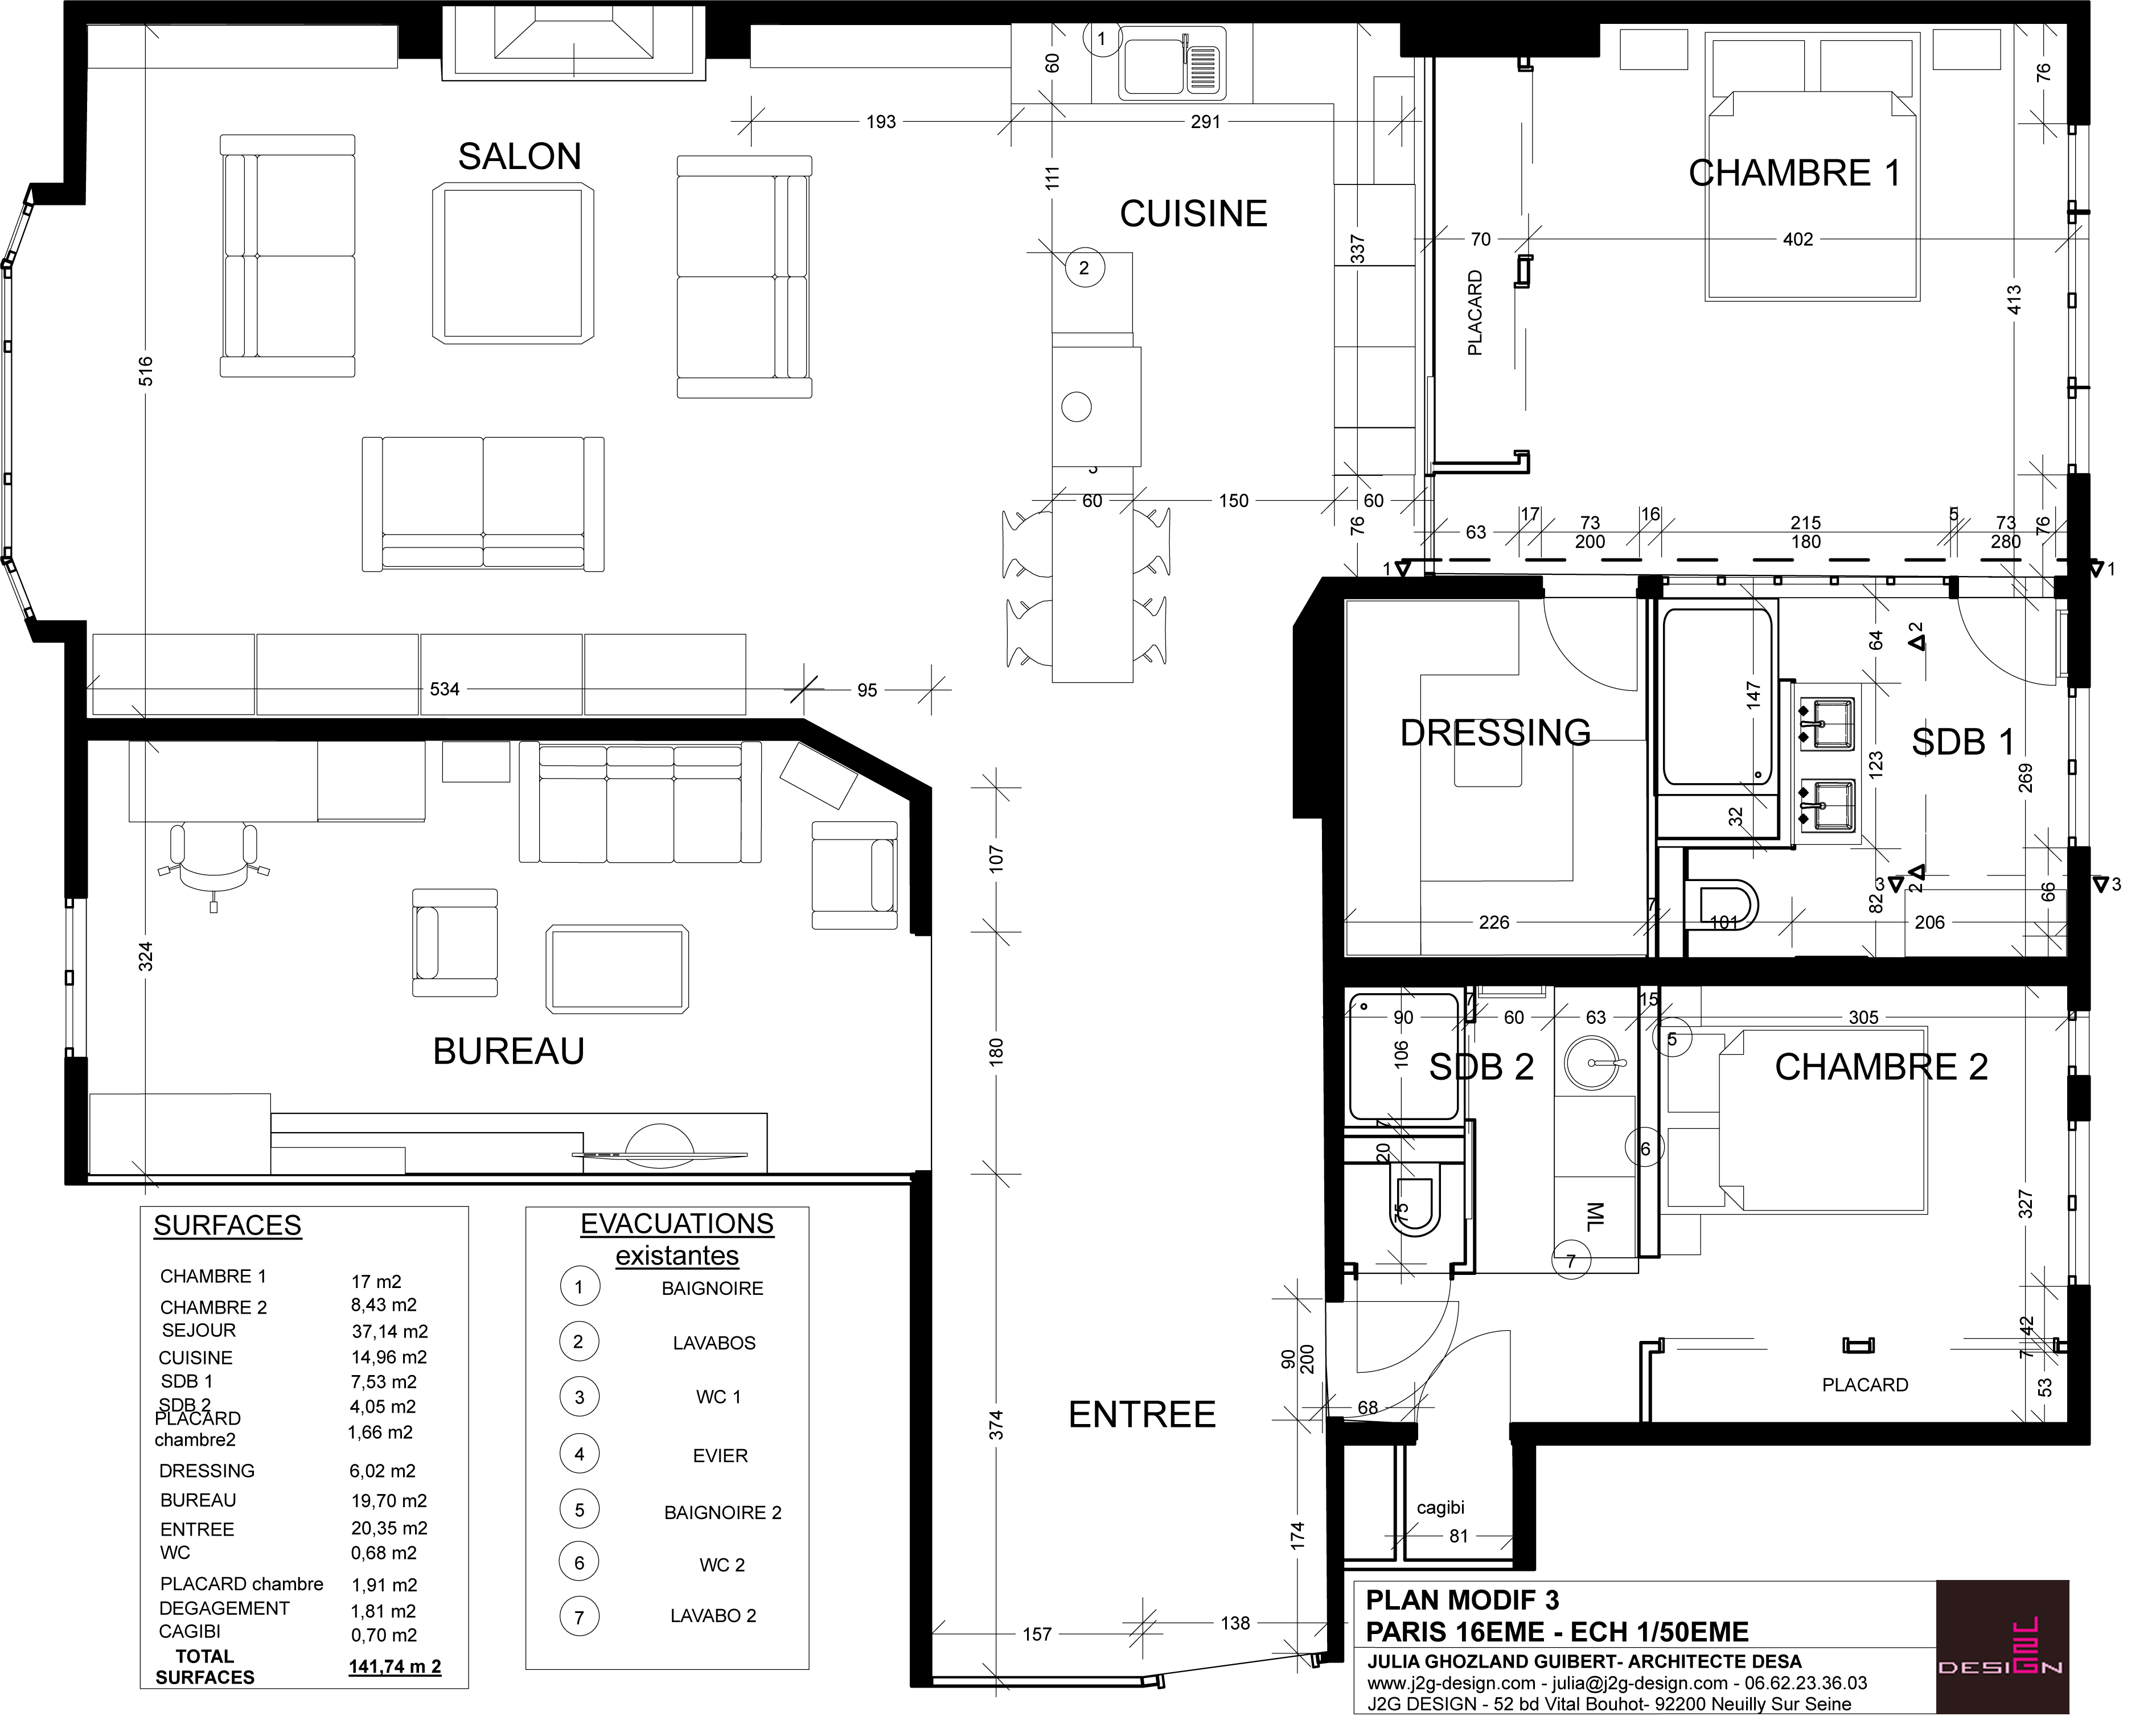 1
60
76
193
291
SALON
CHAMBRE 1
111
CUISINE
337
70
402
2
PLACARD
413
516
60
150
60
76
63
17
73
200
16
215
180
5
73
280
76
1
1
534
95
64
2
147
DRESSING
SDB 1
123
269
32
107
3
2
3
66
82
226
7
101
206
324
90
7
60
63
15
305
5
BUREAU
180
106
SDB 2
CHAMBRE 2
7
20
6
75
ML
327
7
42
7
90
200
53
PLACARD
68
374
ENTREE
cagibi
81
174
157
138
SURFACES
CHAMBRE 1 17 m2
CHAMBRE 2 8,43 m2
SEJOUR 37,14 m2
CUISINE 14,96 m2
SDB 1 7,53 m2
SDB 2 4,05 m2
PLACARD
chambre2 1,66 m2
DRESSING 6,02 m2
BUREAU 19,70 m2
ENTREE 20,35 m2
WC 0,68 m2
PLACARD chambre 1,91 m2
DEGAGEMENT 1,81 m2
CAGIBI 0,70 m2
TOTAL
SURFACES 141,74 m 2
EVACUATIONS
existantes
1 BAIGNOIRE
2 LAVABOS
3 WC 1
4 EVIER
5 BAIGNOIRE 2
6 WC 2
7 LAVABO 2
PLAN MODIF 3
PARIS 16EME - ECH 1/50EME
JULIA GHOZLAND GUIBERT- ARCHITECTE DESA
www.j2g-design.com - julia@j2g-design.com - 06.62.23.36.03
J2G DESIGN - 52 bd Vital Bouhot- 92200 Neuilly Sur Seine
J2G
DESIGN